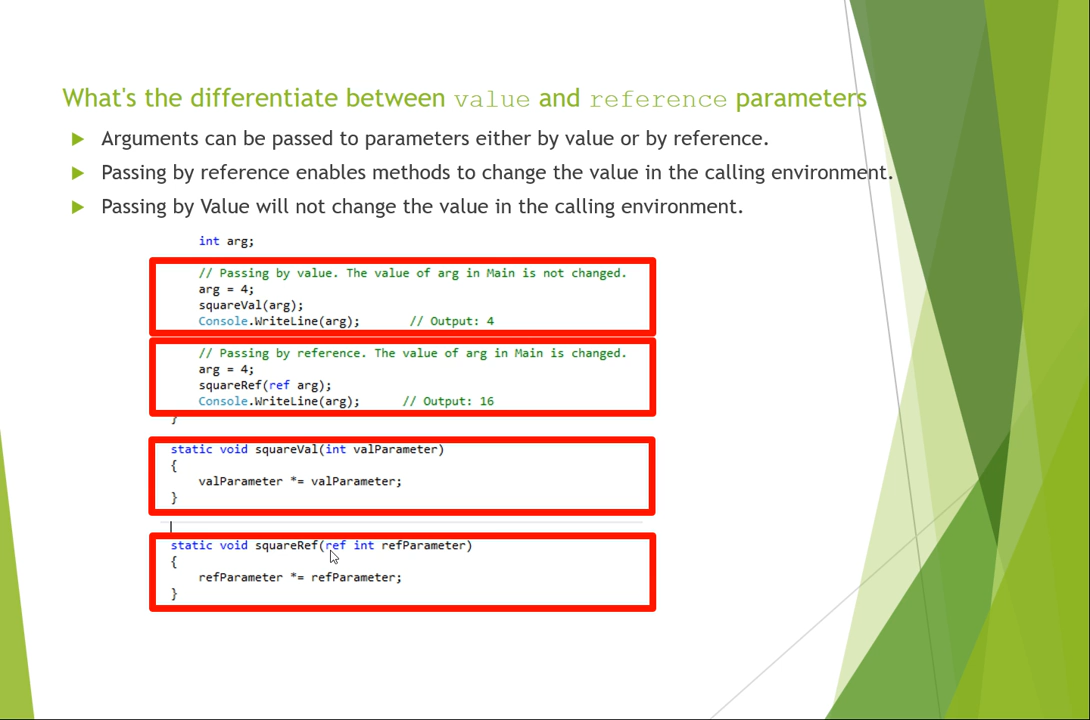 What's the differentiate between value and reference parameters
Arguments can be passed to parameters either by value or by reference.
Passing by reference enables methods to change the value in the calling environment.
Passing by Value will not change the value in the calling environment.
int arg;
// Passing by value. The value of arg in Main is not changed.
arg = 4;
squareVal(arg);
Console.WriteLine(arg); // Output: 4
// Passing by reference. The value of arg in Main is changed.
arg = 4;
squareRef(ref arg);
Console.WriteLine(arg); // Output: 16
}
static void squareVal(int valParameter)
{
valParameter *= valParameter;
}
static void squareRef(ref int refParameter)
{
refParameter *= refParameter;
}